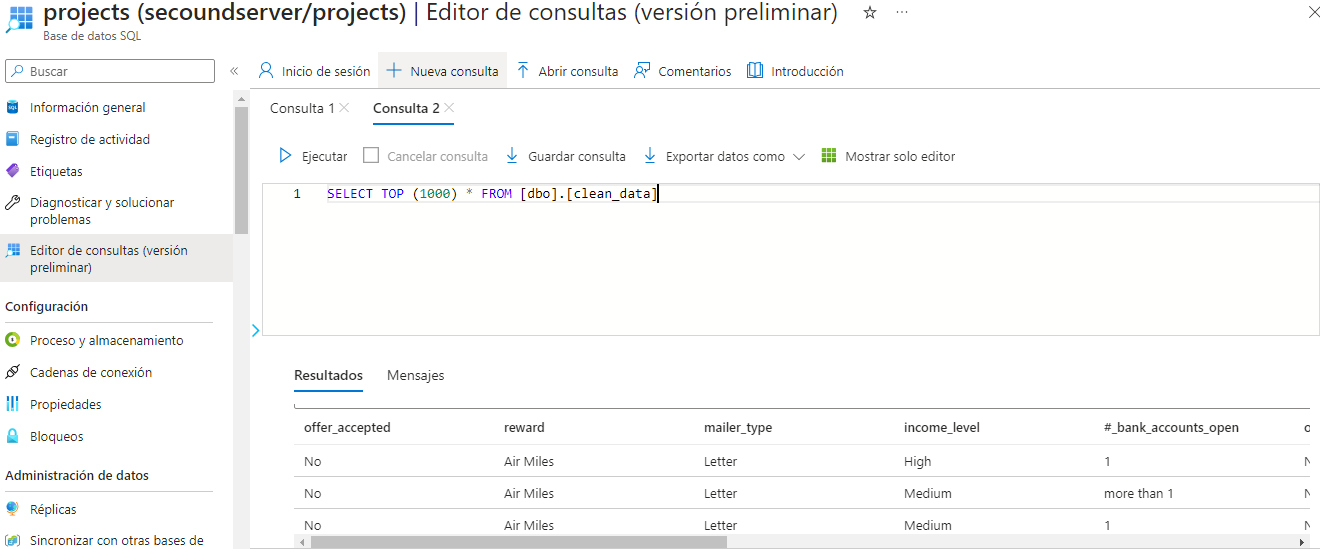 projects (secoundserver/projects) | Editor de consultas (versión preliminar)
Base de datos SQL
Buscar
Inicio de sesión
Nueva consulta
Abrir consulta
Comentarios
Introducción
Información general
Registro de actividad
Etiquetas
Diagnosticar y solucionar
problemas
Editor de consultas (versión
preliminar)
Configuración
Proceso y almacenamiento
Cadenas de conexión
Propiedades
Bloqueos
Administración de datos
Réplicas
Sincronizar con otras bases de
Consulta 1
Consulta 2
Ejecutar
Cancelar consulta
Guardar consulta
Exportar datos como
Mostrar solo editor
1 SELECT TOP (1000) * FROM [dbo].[clean_data]
Resultados
Mensajes
offer_accepted reward mailer_type income_level #_bank_accounts_open
No Air Miles Letter High 1
No Air Miles Letter Medium more than 1
No Air Miles Letter Medium 1